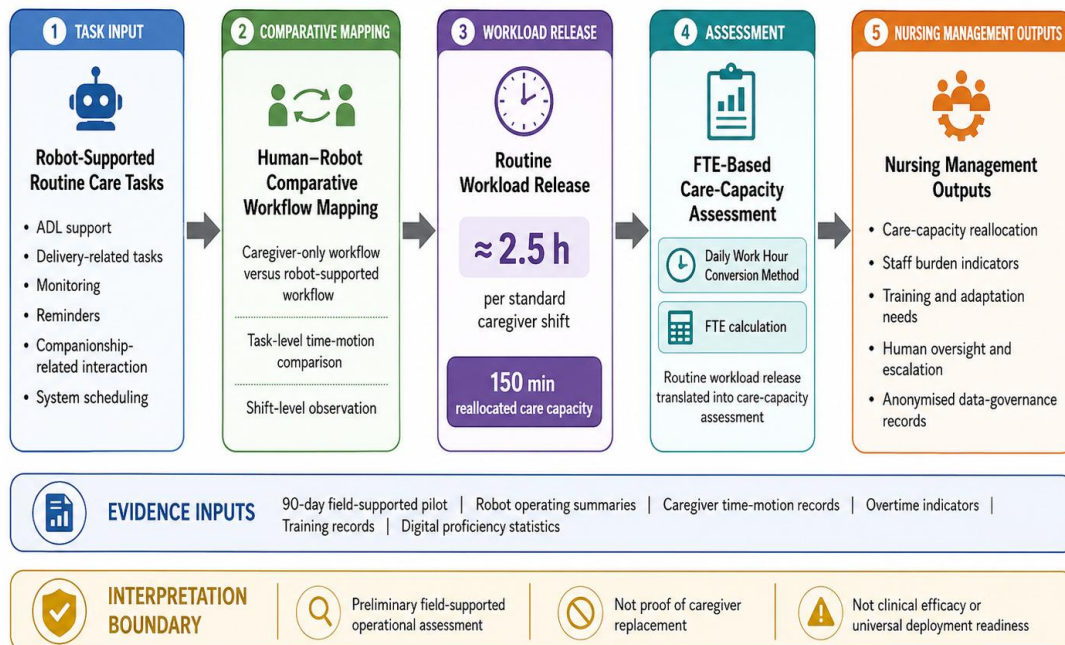 1 TASK INPUT
Robot-Supported
Routine Care Tasks
• ADL support
• Delivery-related tasks
• Monitoring
• Reminders
• Companionship-
related interaction
• System scheduling
2 COMPARATIVE MAPPING
Human–Robot
Comparative
Workflow Mapping
Caregiver-only workflow
versus robot-supported
workflow
Task-level time-motion
comparison
Shift-level observation
3 WORKLOAD RELEASE
Routine
Workload Release
≈ 2.5 h
per standard
caregiver shift
150 min
reallocated care capacity
4 ASSESSMENT
FTE-Based
Care-Capacity
Assessment
Daily Work Hour
Conversion Method
FTE calculation
Routine workload release
translated into care-capacity
assessment
5 NURSING MANAGEMENT OUTPUTS
Nursing Management
Outputs
• Care-capacity reallocation
• Staff burden indicators
• Training and adaptation
needs
• Human oversight and
escalation
• Anonymised data-governance
records
EVIDENCE INPUTS
90-day field-supported pilot | Robot operating summaries | Caregiver time-motion records | Overtime indicators |
Training records | Digital proficiency statistics
INTERPRETATION
BOUNDARY
Preliminary field-supported
operational assessment
Not proof of caregiver
replacement
Not clinical efficacy or
universal deployment readiness